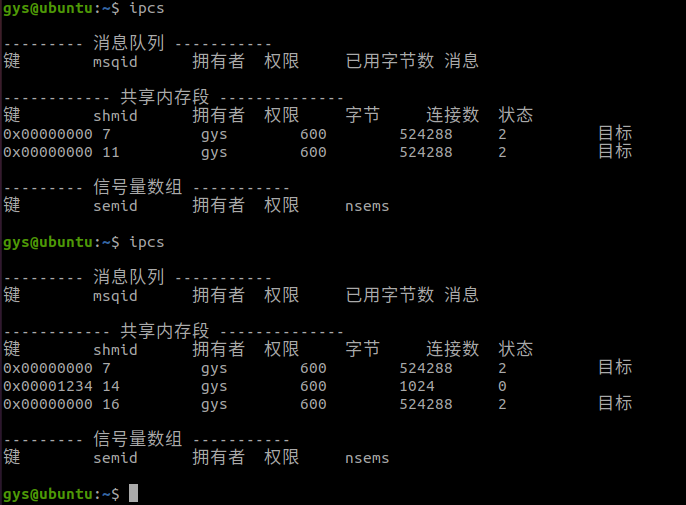 gys@ubuntu:~$ ipcs
--------- 消息队列 -----------
键 msqid 拥有者 权限 已用字节数 消息
------------ 共享内存段 --------------
键 shmid 拥有者 权限 字节 连接数 状态
0x00000000 7 gys 600 524288 2 目标
0x00000000 11 gys 600 524288 2 目标
--------- 信号量数组 -----------
键 semid 拥有者 权限 nsems
gys@ubuntu:~$ ipcs
--------- 消息队列 -----------
键 msqid 拥有者 权限 已用字节数 消息
------------ 共享内存段 --------------
键 shmid 拥有者 权限 字节 连接数 状态
0x00000000 7 gys 600 524288 2 目标
0x00001234 14 gys 600 1024 0
0x00000000 16 gys 600 524288 2 目标
--------- 信号量数组 -----------
键 semid 拥有者 权限 nsems
gys@ubuntu:~$